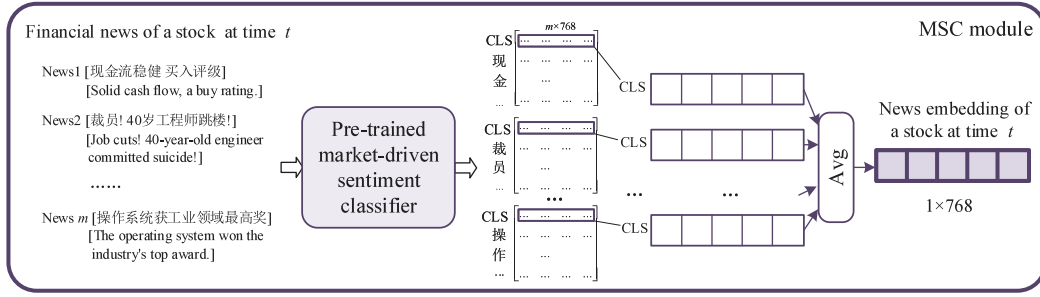 Financial news of a stock at time t
MSC module
News1 [现金流稳健 买入评级]
[Solid cash flow, a buy rating.]
News2 [裁员! 40岁工程师跳楼!]
[Job cuts! 40-year-old engineer
committed suicide!]
......
News m [操作系统获工业领域最高奖]
[The operating system won the
industry's top award.]
Pre-trained
market-driven
sentiment
classifier
m×768
CLS
... ... ... ...
现
... ... ... ...
金
...
...
... ... ... ...
CLS
... ... ... ...
裁
... ... ... ...
员
...
...
... ... ... ...
...
CLS
... ... ... ...
操
... ... ... ...
作
...
...
... ... ... ...
CLS
CLS
... ...
CLS
Avg
News embedding of
a stock at time t
1×768